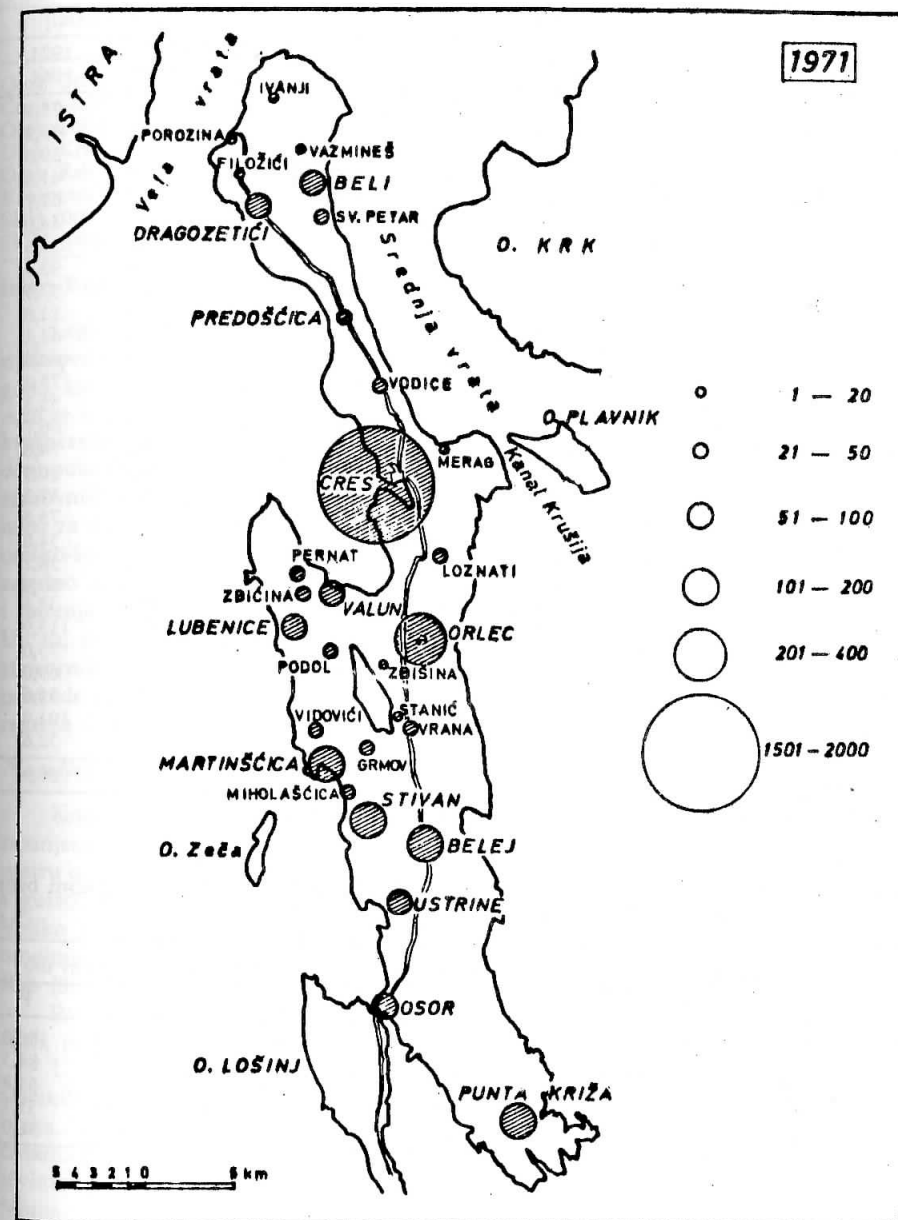 1971
ISTRA
Vela vrata
IVANJI
POROZINA
VAZMINEŠ
FILOŽIĆI
BELI
SV. PETAR
DRAGOZETIĆI
O. KRK
Srednja vrata
PREDOŠĆICA
VODICE
O. PLAVNIK
MERAG
Kanal Krušija
CRES
LOZNATI
PERNAT
ZBIĆINA
VALUN
LUBENICE
ORLEC
PODOL
ZBIŠINA
STANIĆ
VIDOVIĆI
VRANA
GRMOV
MARTINŠĆICA
MIHOLAŠĆICA
STIVAN
O. Zeča
BELEJ
USTRINE
OSOR
O. LOŠINJ
PUNTA KRIŽA
1 — 20
21 — 50
51 — 100
101 — 200
201 — 400
1501 — 2000
5 4 3 2 1 0 5 km